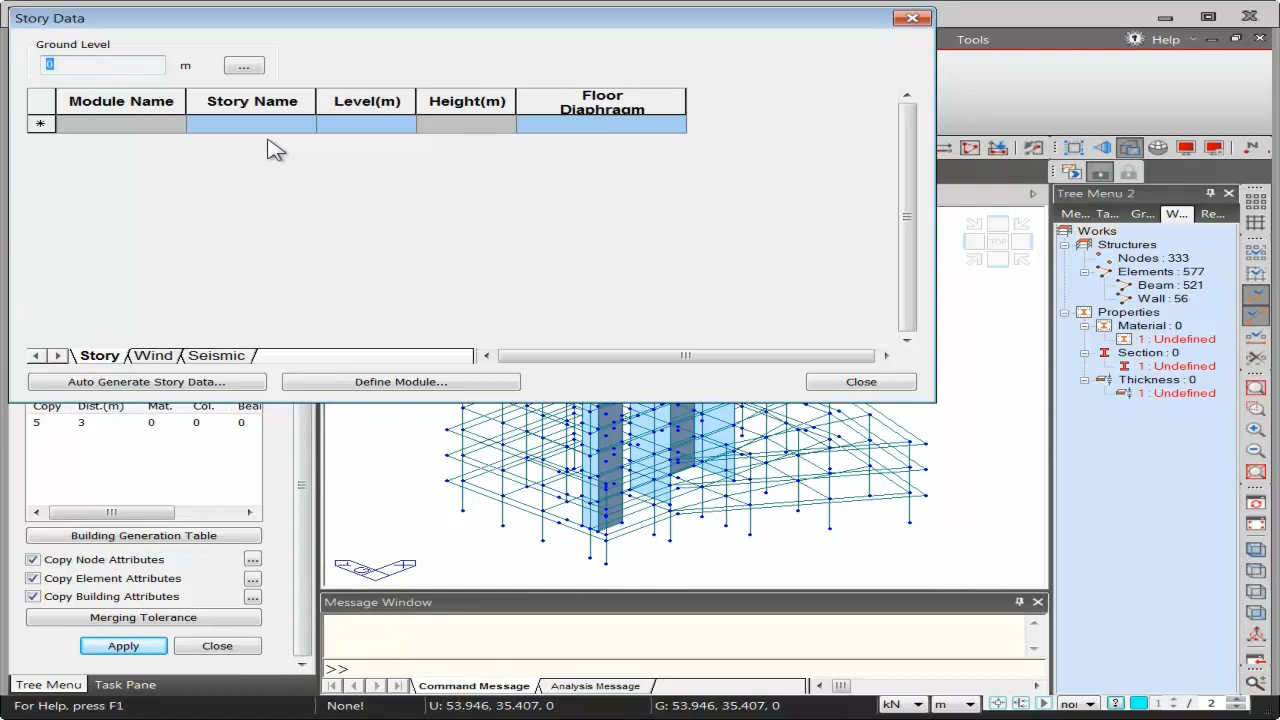 Story Data
Tools
Help
Ground Level
0
m
...
Module Name Story Name Level(m) Height(m) Floor Diaphragm
*
Story Wind Seismic
Auto Generate Story Data... Define Module... Close
Copy Dist.(m) Mat. Col.
5 3 0 0 0
Building Generation Table
Copy Node Attributes ...
Copy Element Attributes ...
Copy Building Attributes ...
Merging Tolerance
Apply Close
Tree Menu Task Pane
TOP
Tree Menu 2
Me... Ta... Gr... W... Re...
Works
Structures
Nodes : 333
Elements : 577
Beam : 521
Wall : 56
Properties
Material : 0
1 : Undefined
Section : 0
1 : Undefined
Thickness : 0
1 : Undefined
Message Window
>>
Command Message Analysis Message
For Help, press F1 None! U: 53.946, 35.407, 0 G: 53.946, 35.407, 0 kN m 1 / 2